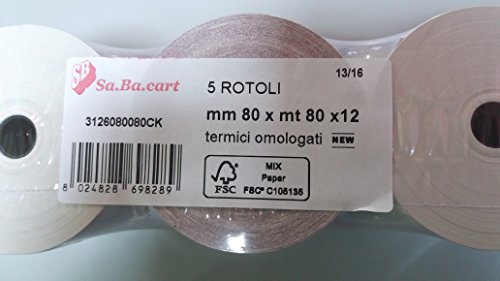 13/16
SB
Sa.Ba.cart
5 ROTOLI
mm 80 x mt 80 x12
3126080080CK
termici omologati NEW
FSC
MIX
Paper
FSC® C105135
8 024828 698289